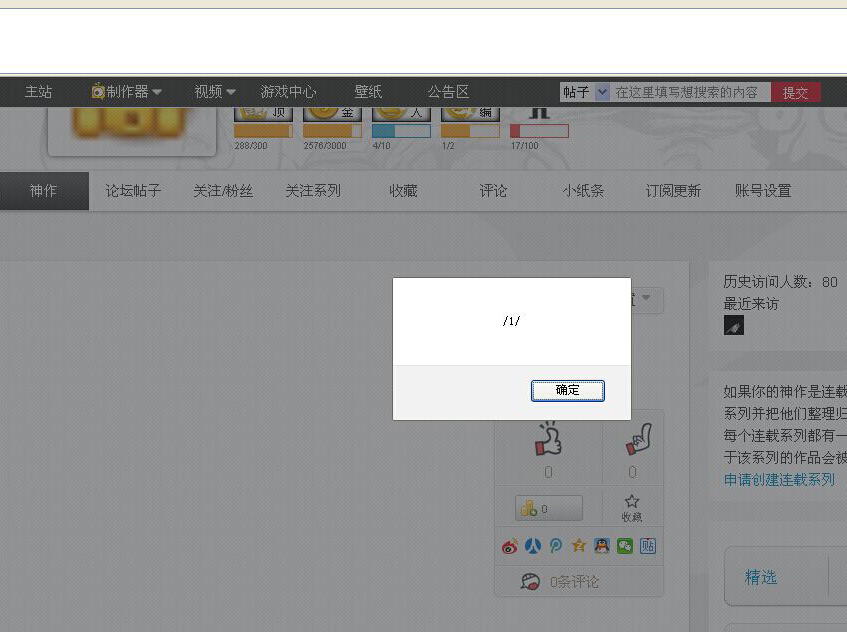 主站 制作器 视频 游戏中心 壁纸 公告区 帖子 在这里填写想搜索的内容 提交
顶 金 人 编
288/300 2576/3000 4/10 1/2 17/100
神作 论坛帖子 关注/粉丝 关注系列 收藏 评论 小纸条 订阅更新 账号设置
历史访问人数：80
最近来访
/1/
确定
如果你的神作是连载
系列并把他们整理归
每个连载系列都有一
于该系列的作品会被
申请创建连载系列
0 0
0 收藏
贴
0条评论
精选